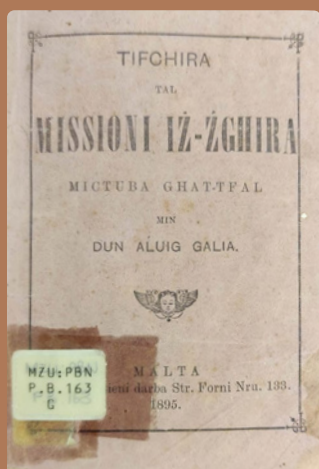 TIFCHIRA
TAL
MISSIONI IŻ-ŻGHIRA
MICTUBA GHAT-TFAL
MIN
DUN ALUIG GALIA.
MALTA
darba Str. Forni Nru. 133.
1895.
MZU:PBN
P.B.163